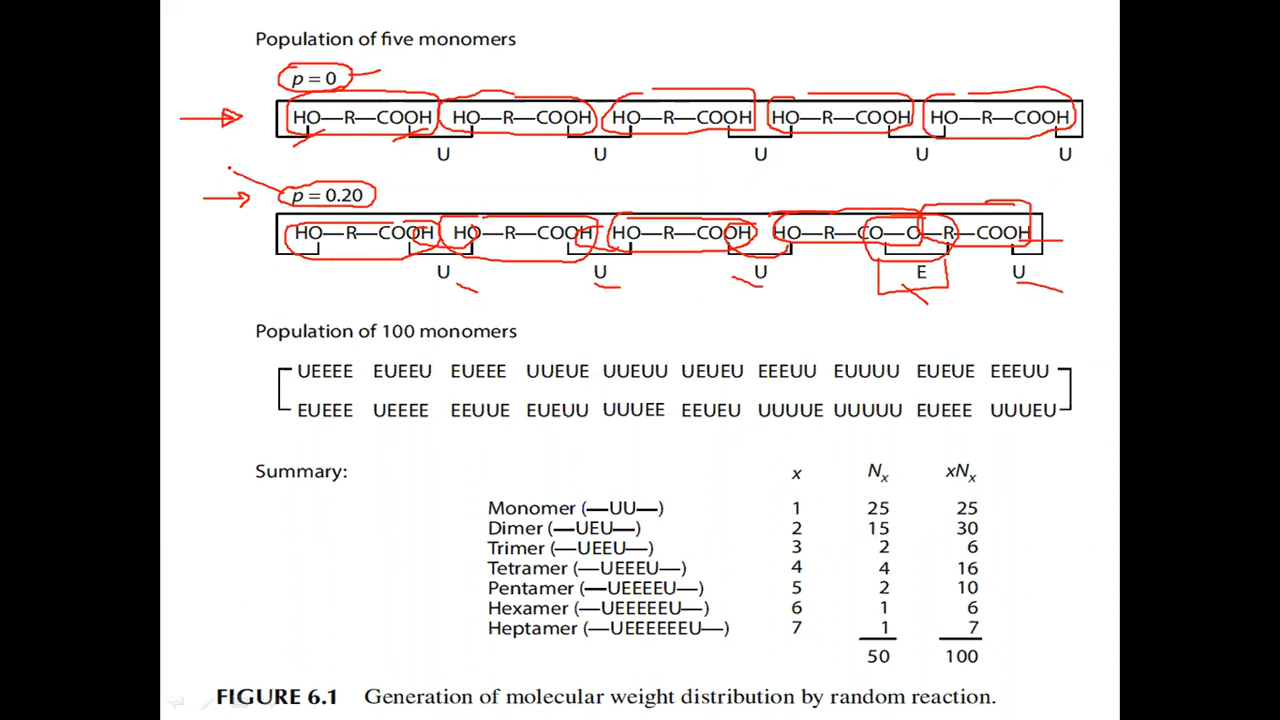 Population of five monomers
p = 0
HO—R—COOH HO—R—COOH HO—R—COOH HO—R—COOH HO—R—COOH
U U U U U
p = 0.20
HO—R—COOH HO—R—COOH HO—R—COOH HO—R—CO—O—R—COOH
U U U E U
Population of 100 monomers
UEEEE EUEEU EUEEE UUEUE UUEUU UEUEU EEEUU EUUUU EUEUE EEEUU
EUEEE UEEEE EEUUE EUEUU UUUEE EEUEU UUUUE UUUUU EUEEE UUUEU
Summary: x Nx xNx
Monomer (—UU—) 1 25 25
Dimer (—UEU—) 2 15 30
Trimer (—UEEU—) 3 2 6
Tetramer (—UEEEU—) 4 4 16
Pentamer (—UEEEEU—) 5 2 10
Hexamer (—UEEEEEU—) 6 1 6
Heptamer (—UEEEEEEU—) 7 1 7
50 100
FIGURE 6.1 Generation of molecular weight distribution by random reaction.